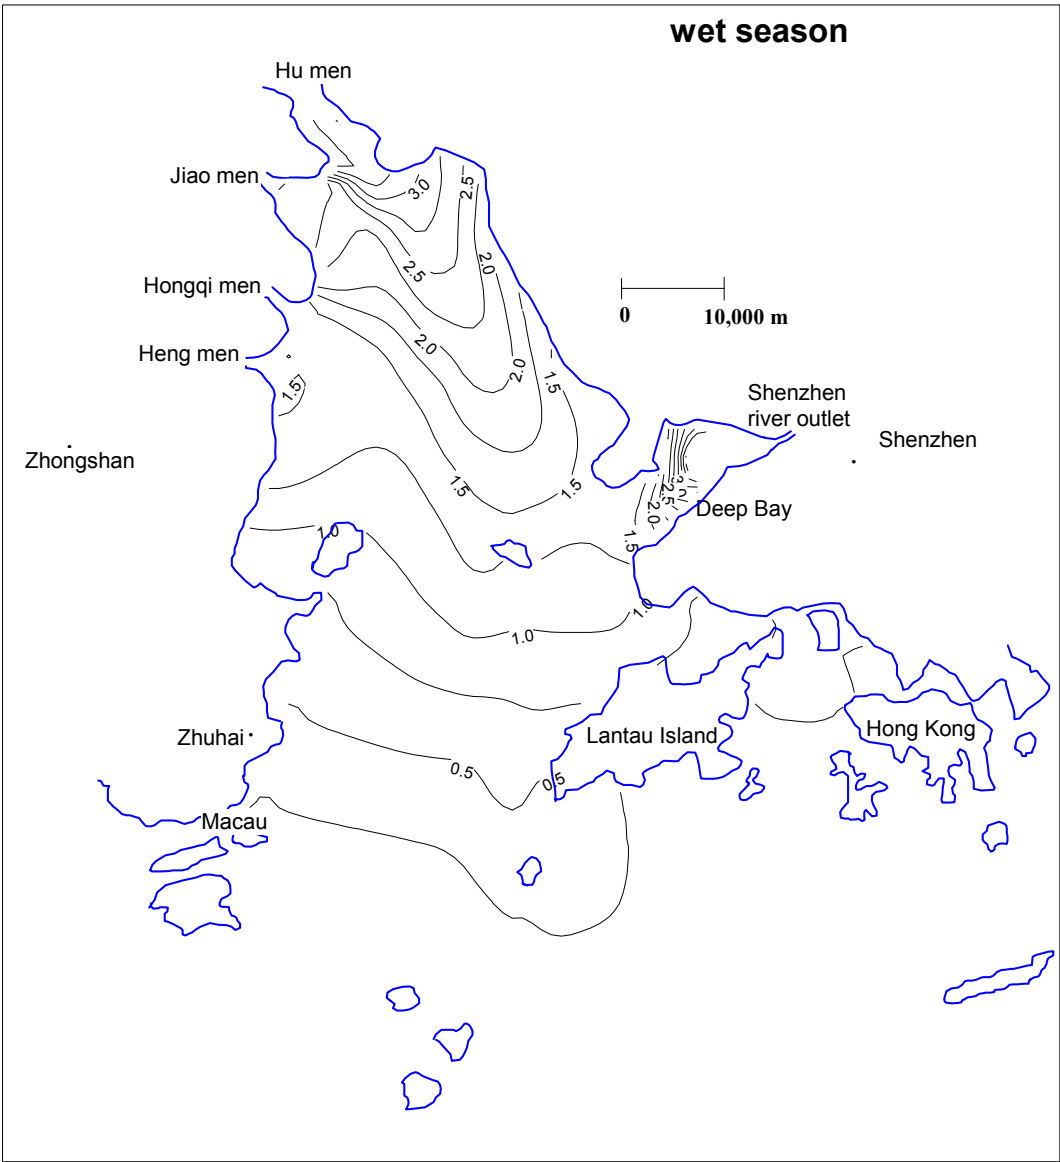 wet season
Hu men
Jiao men
3.0
2.5
2.0
2.5
Hongqi men
0
10,000 m
2.0
Heng men
2.0
1.5
1.5
Shenzhen
river outlet
Shenzhen
Zhongshan
1.5
1.5
2.5
2.0
Deep Bay
1.0
1.5
1.0
1.0
Zhuhai
Lantau Island
Hong Kong
0.5
0.5
Macau